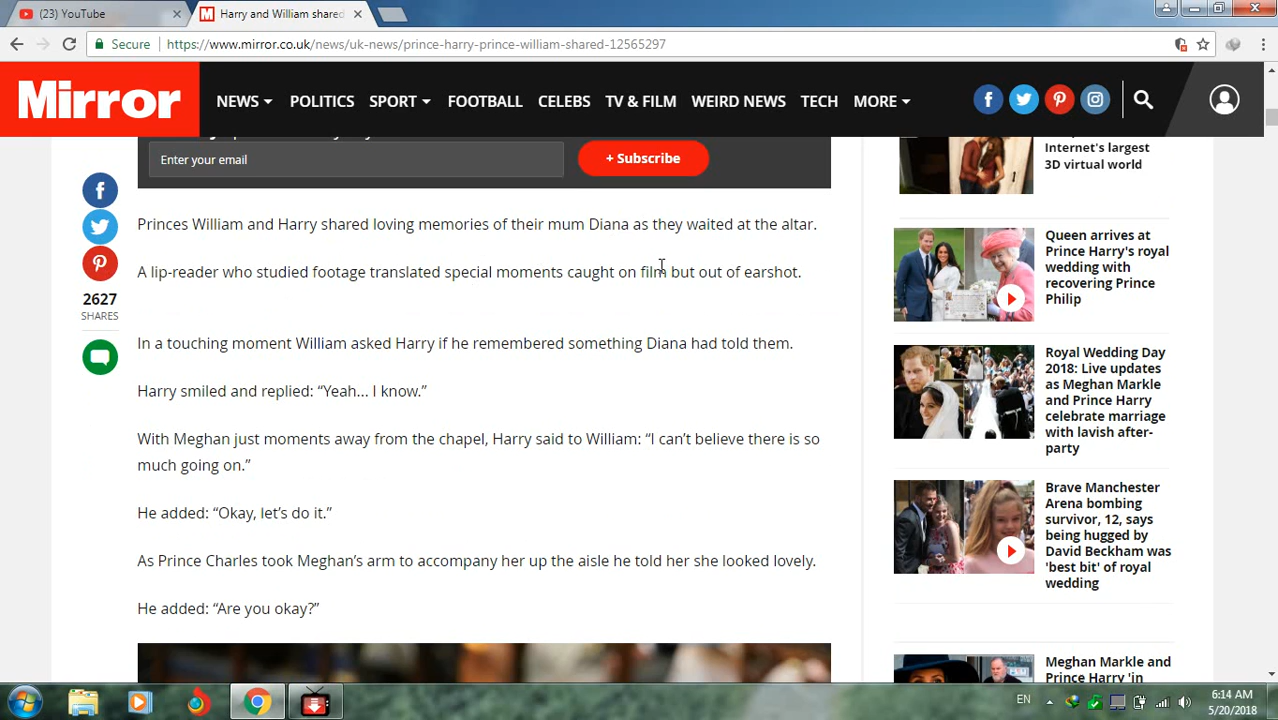 (23) YouTube
Harry and William shared
Secure
https://www.mirror.co.uk/news/uk-news/prince-harry-prince-william-shared-12565297
Mirror
NEWS
POLITICS
SPORT
FOOTBALL
CELEBS
TV & FILM
WEIRD NEWS
TECH
MORE
Enter your email
+ Subscribe
2627
SHARES
Princes William and Harry shared loving memories of their mum Diana as they waited at the altar.
A lip-reader who studied footage translated special moments caught on film but out of earshot.
In a touching moment William asked Harry if he remembered something Diana had told them.
Harry smiled and replied: “Yeah... I know.”
With Meghan just moments away from the chapel, Harry said to William: “I can’t believe there is so
much going on.”
He added: “Okay, let’s do it.”
As Prince Charles took Meghan’s arm to accompany her up the aisle he told her she looked lovely.
He added: “Are you okay?”
Internet's largest
3D virtual world
Queen arrives at
Prince Harry's royal
wedding with
recovering Prince
Philip
Royal Wedding Day
2018: Live updates
as Meghan Markle
and Prince Harry
celebrate marriage
with lavish after-
party
Brave Manchester
Arena bombing
survivor, 12, says
being hugged by
David Beckham was
'best bit' of royal
wedding
Meghan Markle and
Prince Harry 'in
EN
6:14 AM
5/20/2018